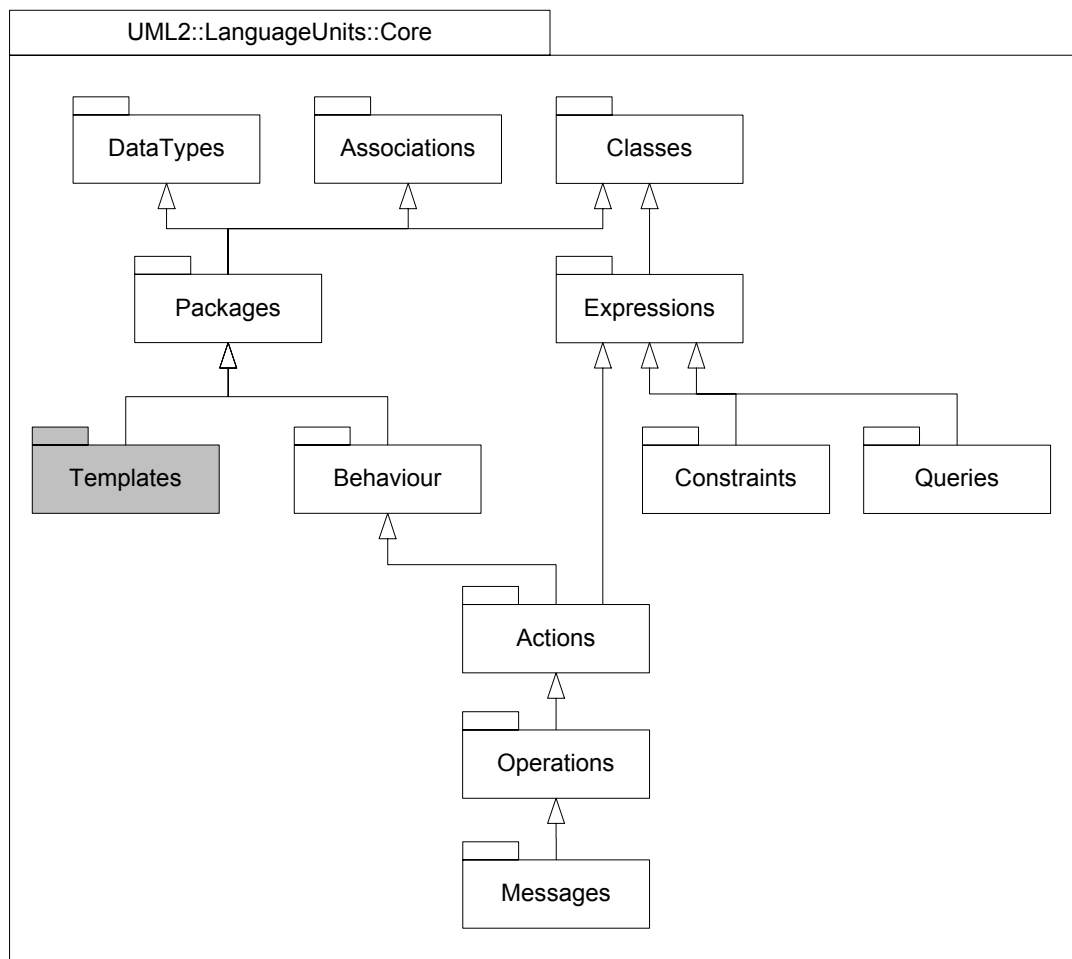 UML2::LanguageUnits::Core
DataTypes
Associations
Classes
Packages
Expressions
Templates
Behaviour
Constraints
Queries
Actions
Operations
Messages